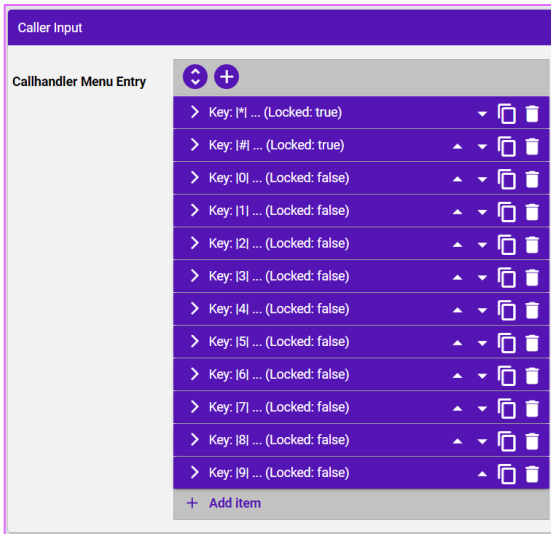 Caller Input
Callhandler Menu Entry
Key: |*| ... (Locked: true)
Key: |#| ... (Locked: true)
Key: |0| ... (Locked: false)
Key: |1| ... (Locked: false)
Key: |2| ... (Locked: false)
Key: |3| ... (Locked: false)
Key: |4| ... (Locked: false)
Key: |5| ... (Locked: false)
Key: |6| ... (Locked: false)
Key: |7| ... (Locked: false)
Key: |8| ... (Locked: false)
Key: |9| ... (Locked: false)
+ Add item